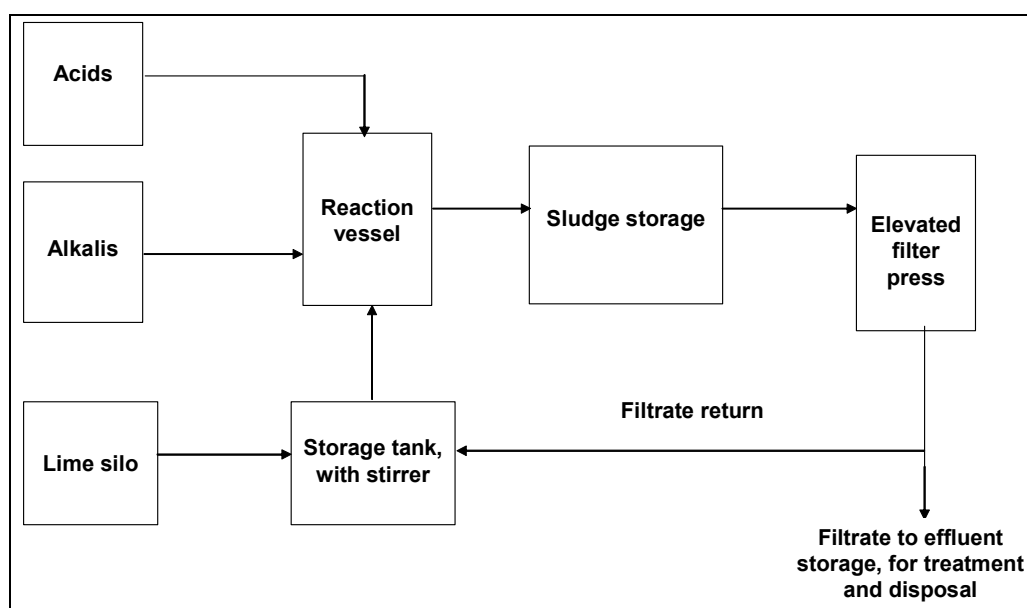 Acids
Reaction
vessel
Sludge storage
Elevated
filter
press
Alkalis
Filtrate return
Lime silo
Storage tank,
with stirrer
Filtrate to effluent
storage, for treatment
and disposal